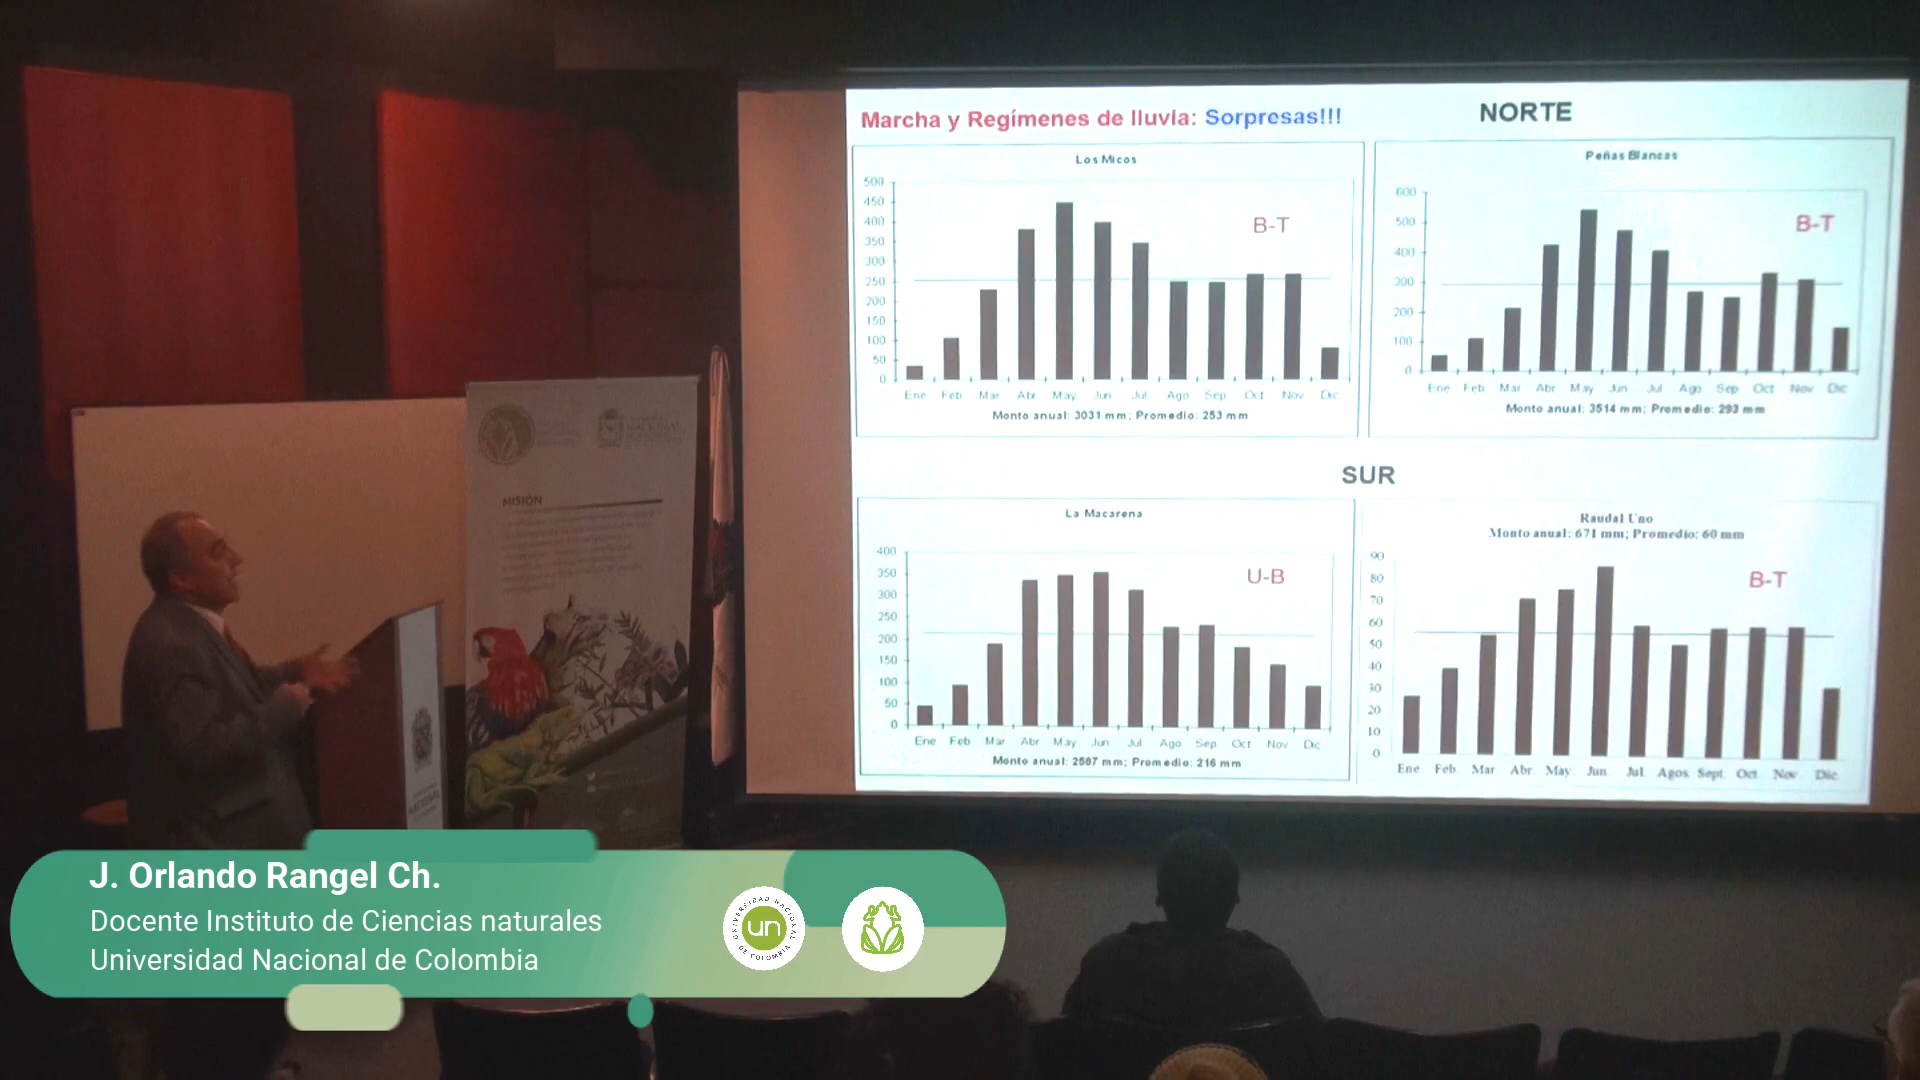 Marcha y Regímenes de lluvia: Sorpresas!!!
NORTE
Los Micos
500
450
400
350
300
250
200
150
100
50
0
B-T
Ene Feb Mar Abr May Jun Jul Ago Sep Oct Nov Dic
Monto anual: 3031 mm; Promedio: 253 mm
Peñas Blancas
600
500
400
300
200
100
0
B-T
Ene Feb Mar Abr May Jun Jul Ago Sep Oct Nov Dic
Monto anual: 3514 mm; Promedio: 293 mm
SUR
La Macarena
400
350
300
250
200
150
100
50
0
U-B
Ene Feb Mar Abr May Jun Jul Ago Sep Oct Nov Dic
Monto anual: 2587 mm; Promedio: 216 mm
Raudal Uno
Monto anual: 671 mm; Promedio: 60 mm
90
80
70
60
50
40
30
20
10
0
B-T
Ene Feb Mar Abr May Jun Jul Agos Sept Oct Nov Dic
MISIÓN
NACIONAL
J. Orlando Rangel Ch.
Docente Instituto de Ciencias naturales
Universidad Nacional de Colombia
UNIVERSIDAD NACIONAL
un
DE COLOMBIA